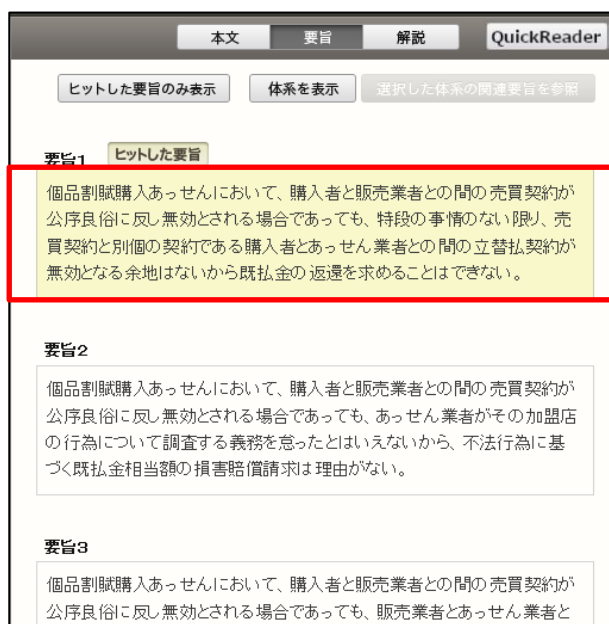 本文 要旨 解説 QuickReader
ヒットした要旨のみ表示 体系を表示 選択した体系の関連要旨を参照
要旨1 ヒットした要旨
個品割賦購入あっせんにおいて、購入者と販売業者との間の売買契約が
公序良俗に反し無効とされる場合であっても、特段の事情のない限り、売
買契約と別個の契約である購入者とあっせん業者との間の立替払契約が
無効となる余地はないから既払金の返還を求めることはできない。
要旨2
個品割賦購入あっせんにおいて、購入者と販売業者との間の売買契約が
公序良俗に反し無効とされる場合であっても、あっせん業者がその加盟店
の行為について調査する義務を怠ったとはいえないから、不法行為に基
づく既払金相当額の損害賠償請求は理由がない。
要旨3
個品割賦購入あっせんにおいて、購入者と販売業者との間の売買契約が
公序良俗に反し無効とされる場合であっても、販売業者とあっせん業者と